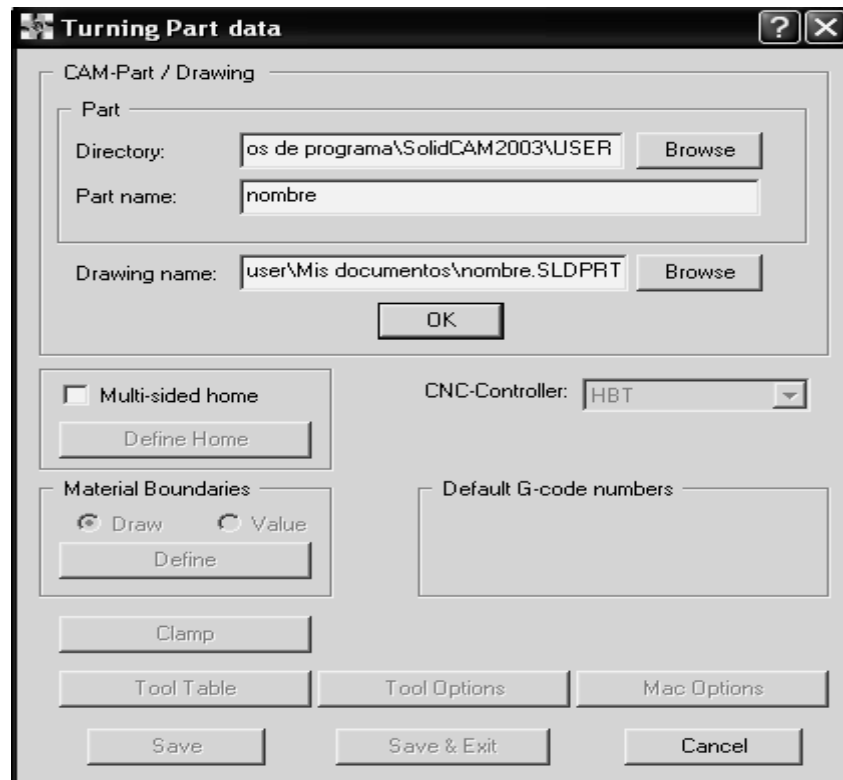 Turning Part data
CAM-Part / Drawing
Part
Directory: os de programa\SolidCAM2003\USER Browse
Part name: nombre
Drawing name: user\Mis documentos\nombre.SLDPRT Browse
OK
Multi-sided home CNC-Controller: HBT
Define Home
Material Boundaries Default G-code numbers
Draw Value
Define
Clamp
Tool Table Tool Options Mac Options
Save Save & Exit Cancel